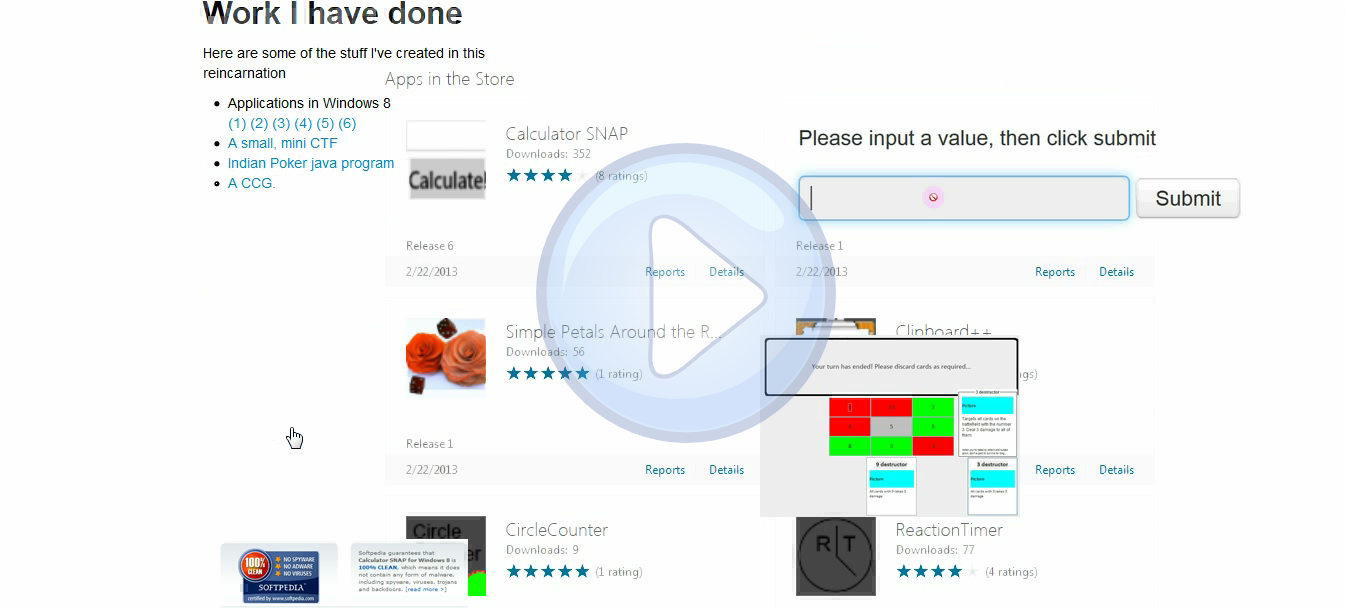 Work I have done
Here are some of the stuff I've created in this
reincarnation
Applications in Windows 8
(1) (2) (3) (4) (5) (6)
A small, mini CTF
Indian Poker java program
A CCG.
Apps in the Store
Calculate!
Calculator SNAP
Downloads: 352
(8 ratings)
Release 6
2/22/2013
Reports
Details
Please input a value, then click submit
Submit
Release 1
2/22/2013
Reports
Details
Simple Petals Around the R...
Downloads: 56
(1 rating)
Release 1
2/22/2013
Reports
Details
Clipboard++
gs)
Your turn has ended! Please discard cards as required...
5
3 destructor
Picture
Targets all cards on the
battlefield with the number
3. Deal 3 damage to all of
them.
9 destructor
Picture
All cards with 9 takes 5
damage
3 destructor
Picture
All cards with 3 takes 5
damage
Reports
Details
Circle
CircleCounter
Downloads: 9
(1 rating)
R T
ReactionTimer
Downloads: 77
(4 ratings)
100%
CLEAN
NO SPYWARE
NO ADWARE
NO VIRUSES
SOFTPEDIA
certified by www.softpedia.com
Softpedia guarantees that
Calculator SNAP for Windows 8 is
100% CLEAN, which means it does
not contain any form of malware,
including spyware, viruses, trojans
and backdoors. [read more >]